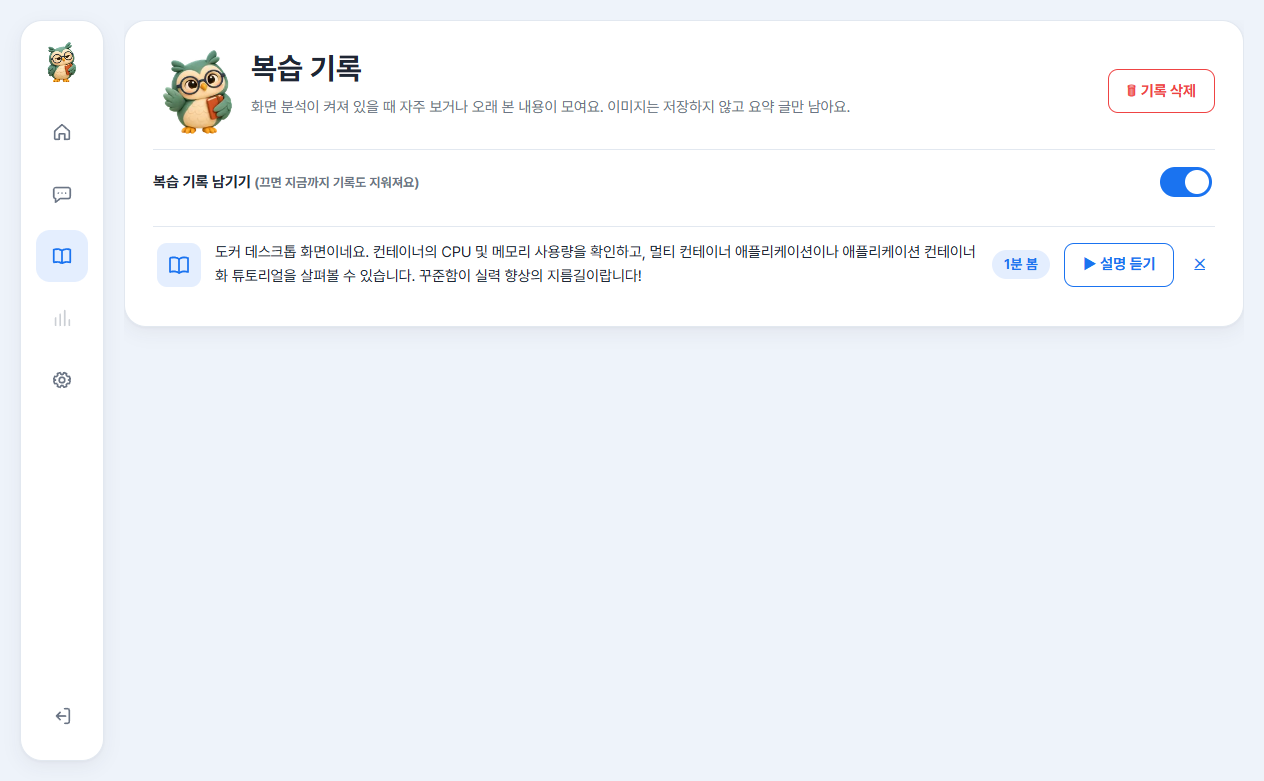 복습 기록
화면 분석이 켜져 있을 때 자주 보거나 오래 본 내용이 모여요. 이미지는 저장하지 않고 요약 글만 남아요.
기록 삭제
복습 기록 남기기 (끄면 지금까지 기록도 지워져요)
도커 데스크톱 화면이네요. 컨테이너의 CPU 및 메모리 사용량을 확인하고, 멀티 컨테이너 애플리케이션이나 애플리케이션 컨테이너
화 튜토리얼을 살펴볼 수 있습니다. 꾸준함이 실력 향상의 지름길이랍니다!
1분 봄
▶ 설명 듣기